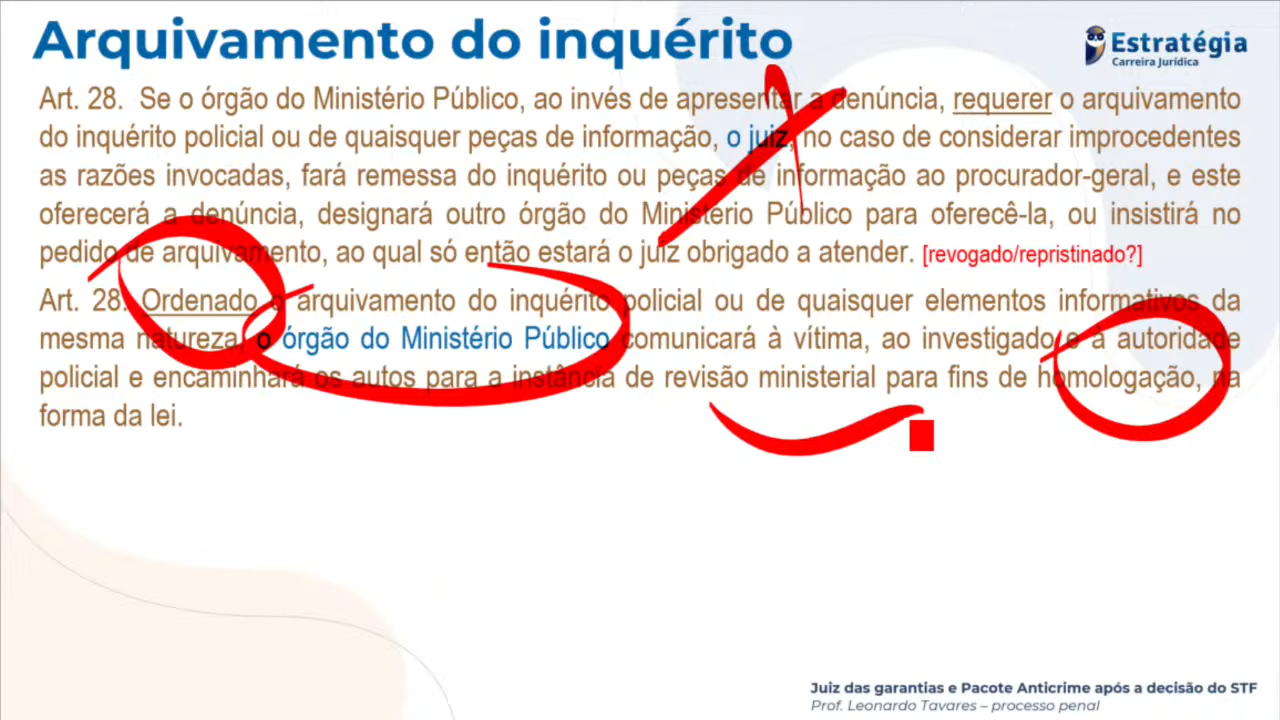 Arquivamento do inquérito
Estratégia
Carreira Jurídica
Art. 28. Se o órgão do Ministério Público, ao invés de apresentar a denúncia, requerer o arquivamento
do inquérito policial ou de quaisquer peças de informação, o juiz, no caso de considerar improcedentes
as razões invocadas, fará remessa do inquérito ou peças de informação ao procurador-geral, e este
oferecerá a denúncia, designará outro órgão do Ministério Público para oferecê-la, ou insistirá no
pedido de arquivamento, ao qual só então estará o juiz obrigado a atender. [revogado/repristinado?]
Art. 28. Ordenado o arquivamento do inquérito policial ou de quaisquer elementos informativos da
mesma natureza, o órgão do Ministério Público comunicará à vítima, ao investigado e à autoridade
policial e encaminhará os autos para a instância de revisão ministerial para fins de homologação, na
forma da lei.
Juiz das garantias e Pacote Anticrime após a decisão do STF
Prof. Leonardo Tavares – processo penal